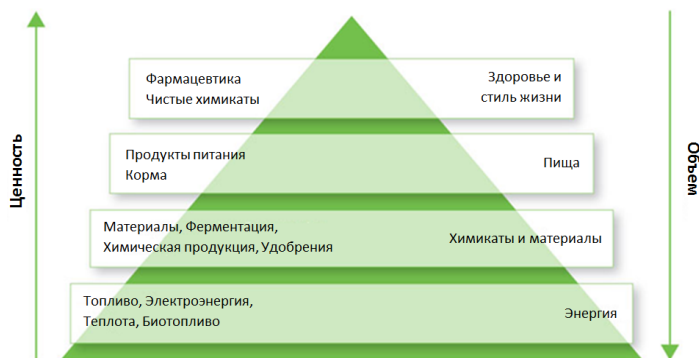 Ценность
Фармацевтика
Чистые химикаты
Здоровье и
стиль жизни
Продукты питания
Корма
Пища
Материалы, Ферментация,
Химическая продукция, Удобрения
Химикаты и материалы
Топливо, Электроэнергия,
Теплота, Биотопливо
Энергия
Объем